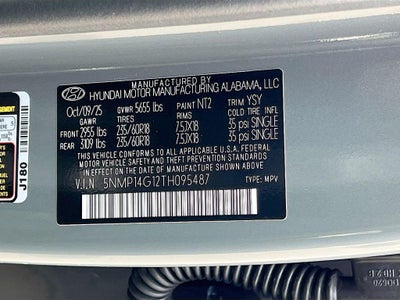 MANUFACTURED BY
HYUNDAI MOTOR MANUFACTURING ALABAMA, LLC
Oct/09/25 GVWR 5655 lbs PAINT NT2 TRIM YSY
GAWR TIRES RIMS COLD TIRE INFL
FRONT 2955 lbs 235/60R18 7.5JX18 35 psi SINGLE
REAR 3109 lbs 235/60R18 7.5JX18 35 psi SINGLE
THIS VEHICLE CONFORMS TO ALL APPLICABLE U.S.A FEDERAL
MOTOR VEHICLE SAFETY, BUMPER, AND THEFT PREVENTION
STANDARDS IN EFFECT ON THE DATE OF MANUFACTURE SHOWN ABOVE.
V.I.N 5NMP14G12TH095487
TYPE: MPV
J180